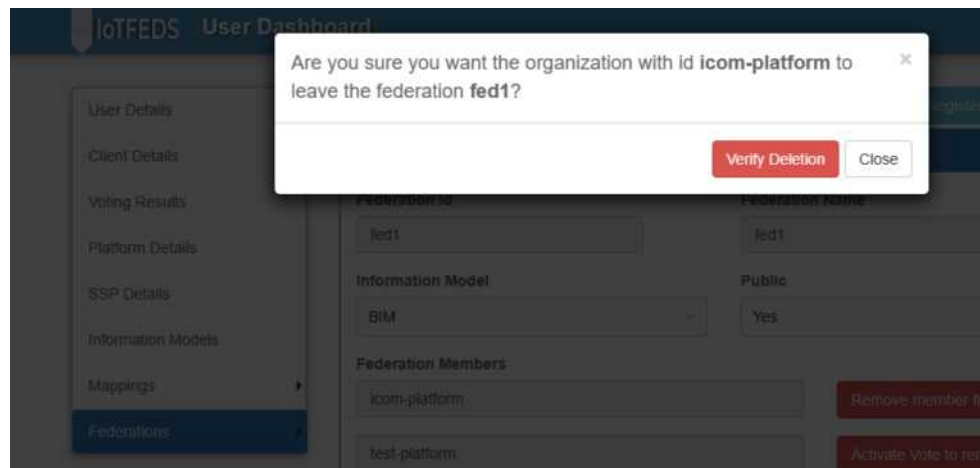 IoTFEDS User Dashboard
Are you sure you want the organization with id icom-platform to
leave the federation fed1?
×
Verify Deletion
Close
User Details
Client Details
Voting Results
Platform Details
SSP Details
Information Models
Mappings
Federations
Federation Id
Federation Name
fed1
fed1
Information Model
Public
BIM
Yes
Federation Members
icom-platform
Remove member
test-platform
Activate Vote to